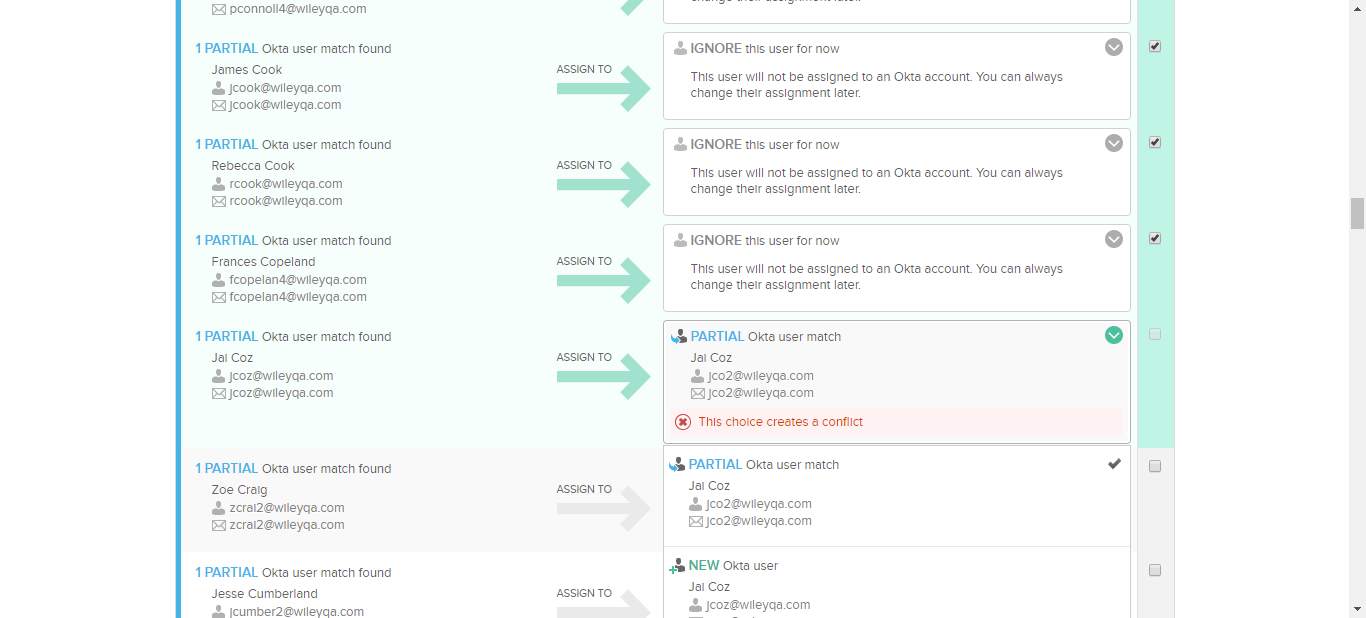 pconnoll4@wileyqa.com
change their assignment later.
1 PARTIAL Okta user match found
James Cook
jcook@wileyqa.com
jcook@wileyqa.com
ASSIGN TO
IGNORE this user for now
This user will not be assigned to an Okta account. You can always
change their assignment later.
1 PARTIAL Okta user match found
Rebecca Cook
rcook@wileyqa.com
rcook@wileyqa.com
ASSIGN TO
IGNORE this user for now
This user will not be assigned to an Okta account. You can always
change their assignment later.
1 PARTIAL Okta user match found
Frances Copeland
fcopelan4@wileyqa.com
fcopelan4@wileyqa.com
ASSIGN TO
IGNORE this user for now
This user will not be assigned to an Okta account. You can always
change their assignment later.
1 PARTIAL Okta user match found
Jai Coz
jcoz@wileyqa.com
jcoz@wileyqa.com
ASSIGN TO
PARTIAL Okta user match
Jai Coz
jco2@wileyqa.com
jco2@wileyqa.com
This choice creates a conflict
1 PARTIAL Okta user match found
Zoe Craig
zcrai2@wileyqa.com
zcrai2@wileyqa.com
ASSIGN TO
PARTIAL Okta user match
Jai Coz
jco2@wileyqa.com
jco2@wileyqa.com
1 PARTIAL Okta user match found
Jesse Cumberland
jcumber2@wileyqa.com
ASSIGN TO
NEW Okta user
Jai Coz
jcoz@wileyqa.com